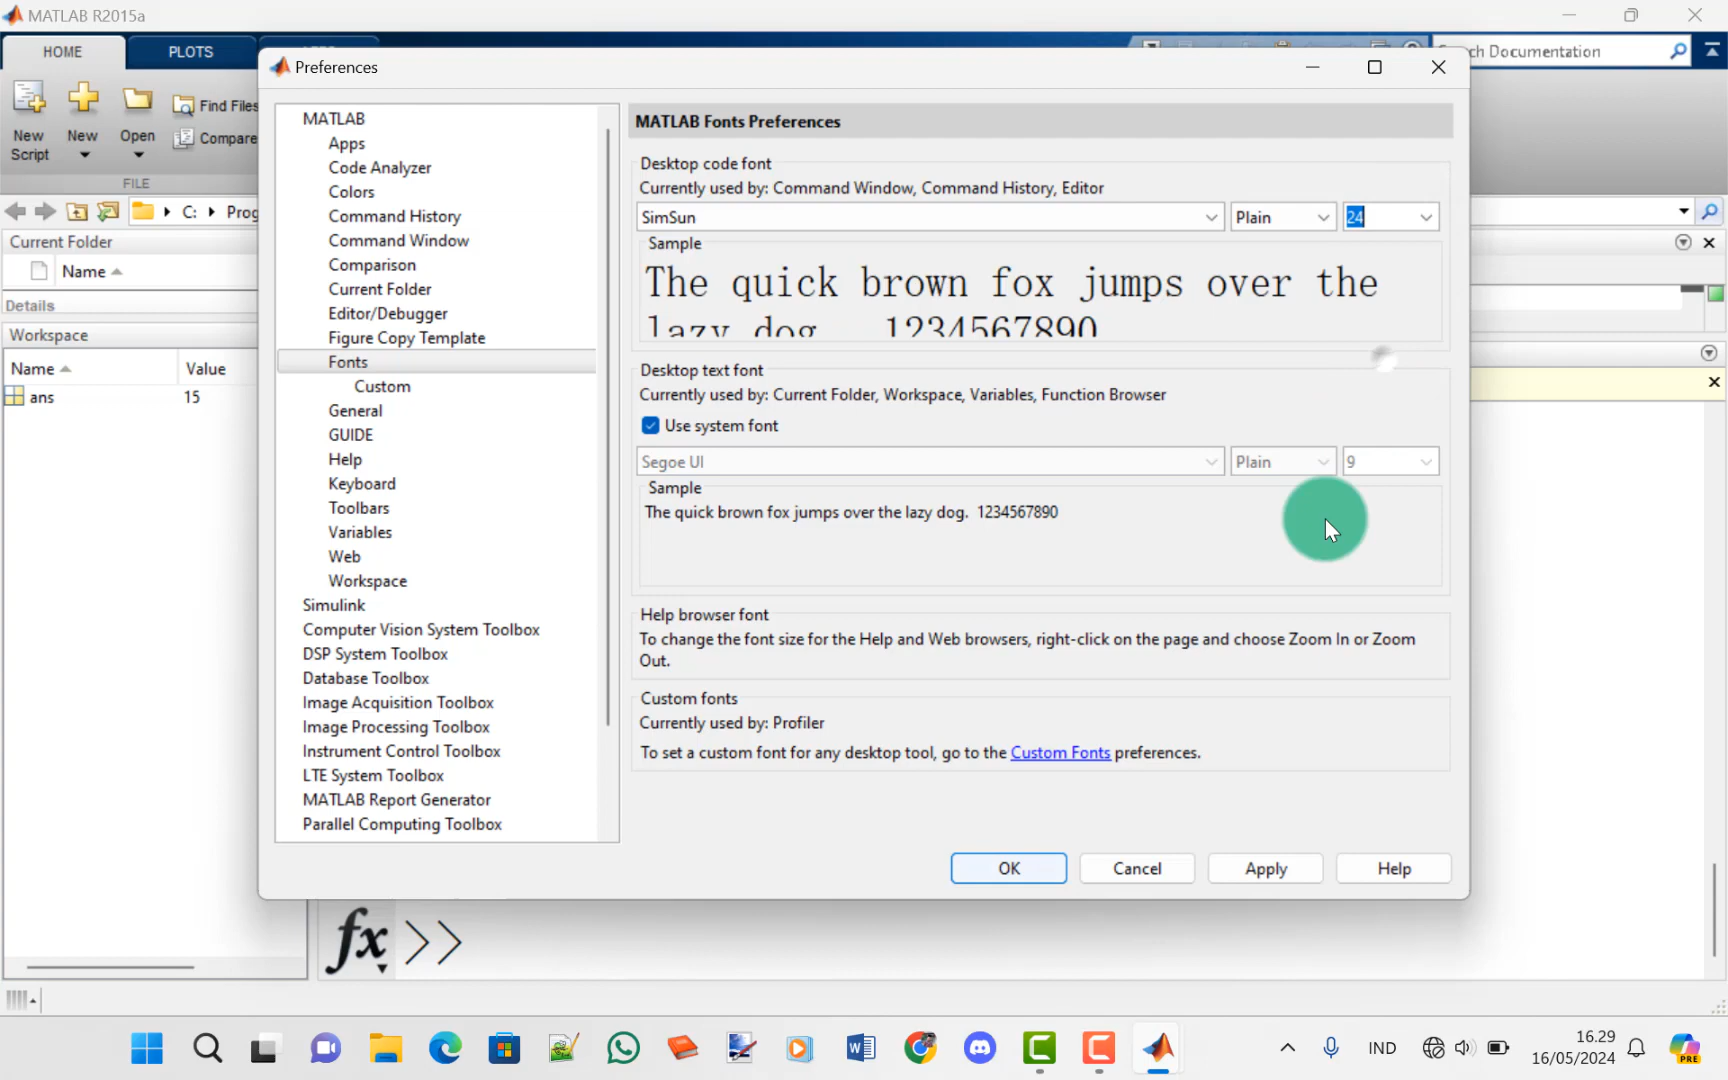 MATLAB R2015a
HOME
PLOTS
ch Documentation
New
Script
New
Open
Find Files
Compare
FILE
C:
Prog
Current Folder
Name
Details
Workspace
Name
Value
ans
15
Preferences
MATLAB
Apps
Code Analyzer
Colors
Command History
Command Window
Comparison
Current Folder
Editor/Debugger
Figure Copy Template
Fonts
Custom
General
GUIDE
Help
Keyboard
Toolbars
Variables
Web
Workspace
Simulink
Computer Vision System Toolbox
DSP System Toolbox
Database Toolbox
Image Acquisition Toolbox
Image Processing Toolbox
Instrument Control Toolbox
LTE System Toolbox
MATLAB Report Generator
Parallel Computing Toolbox
MATLAB Fonts Preferences
Desktop code font
Currently used by: Command Window, Command History, Editor
SimSun
Plain
24
Sample
The quick brown fox jumps over the
lazy dog. 1234567890
Desktop text font
Currently used by: Current Folder, Workspace, Variables, Function Browser
Use system font
Segoe UI
Plain
9
Sample
The quick brown fox jumps over the lazy dog. 1234567890
Help browser font
To change the font size for the Help and Web browsers, right-click on the page and choose Zoom In or Zoom
Out.
Custom fonts
Currently used by: Profiler
To set a custom font for any desktop tool, go to the Custom Fonts preferences.
OK
Cancel
Apply
Help
fx >>
IND
16.29
16/05/2024
PRE